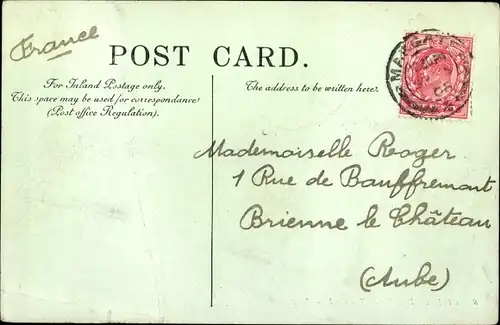 France
POST CARD.
For Inland Postage only.
This space may be used for correspondance
(Post office Regulation).
The address to be written here.
Mademoiselle Roger
1 Rue de Bauffremont
Brienne le Château
(Aube)